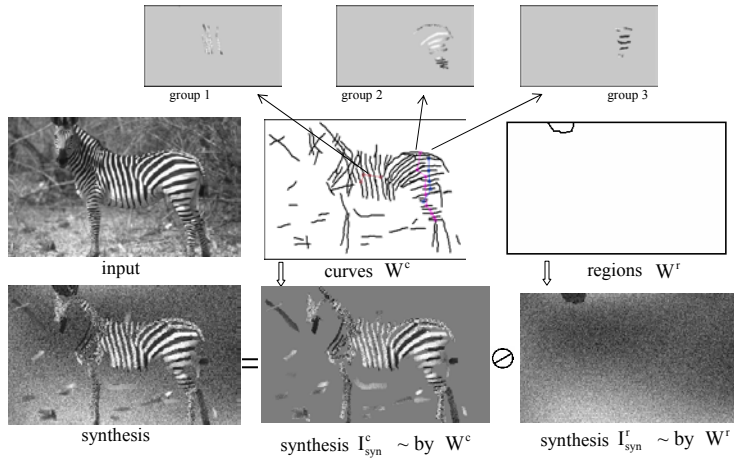 group 1
group 2
group 3
input
curves W^c
regions W^r
synthesis
=
synthesis I^c_syn ~ by W^c
synthesis I^r_syn ~ by W^r